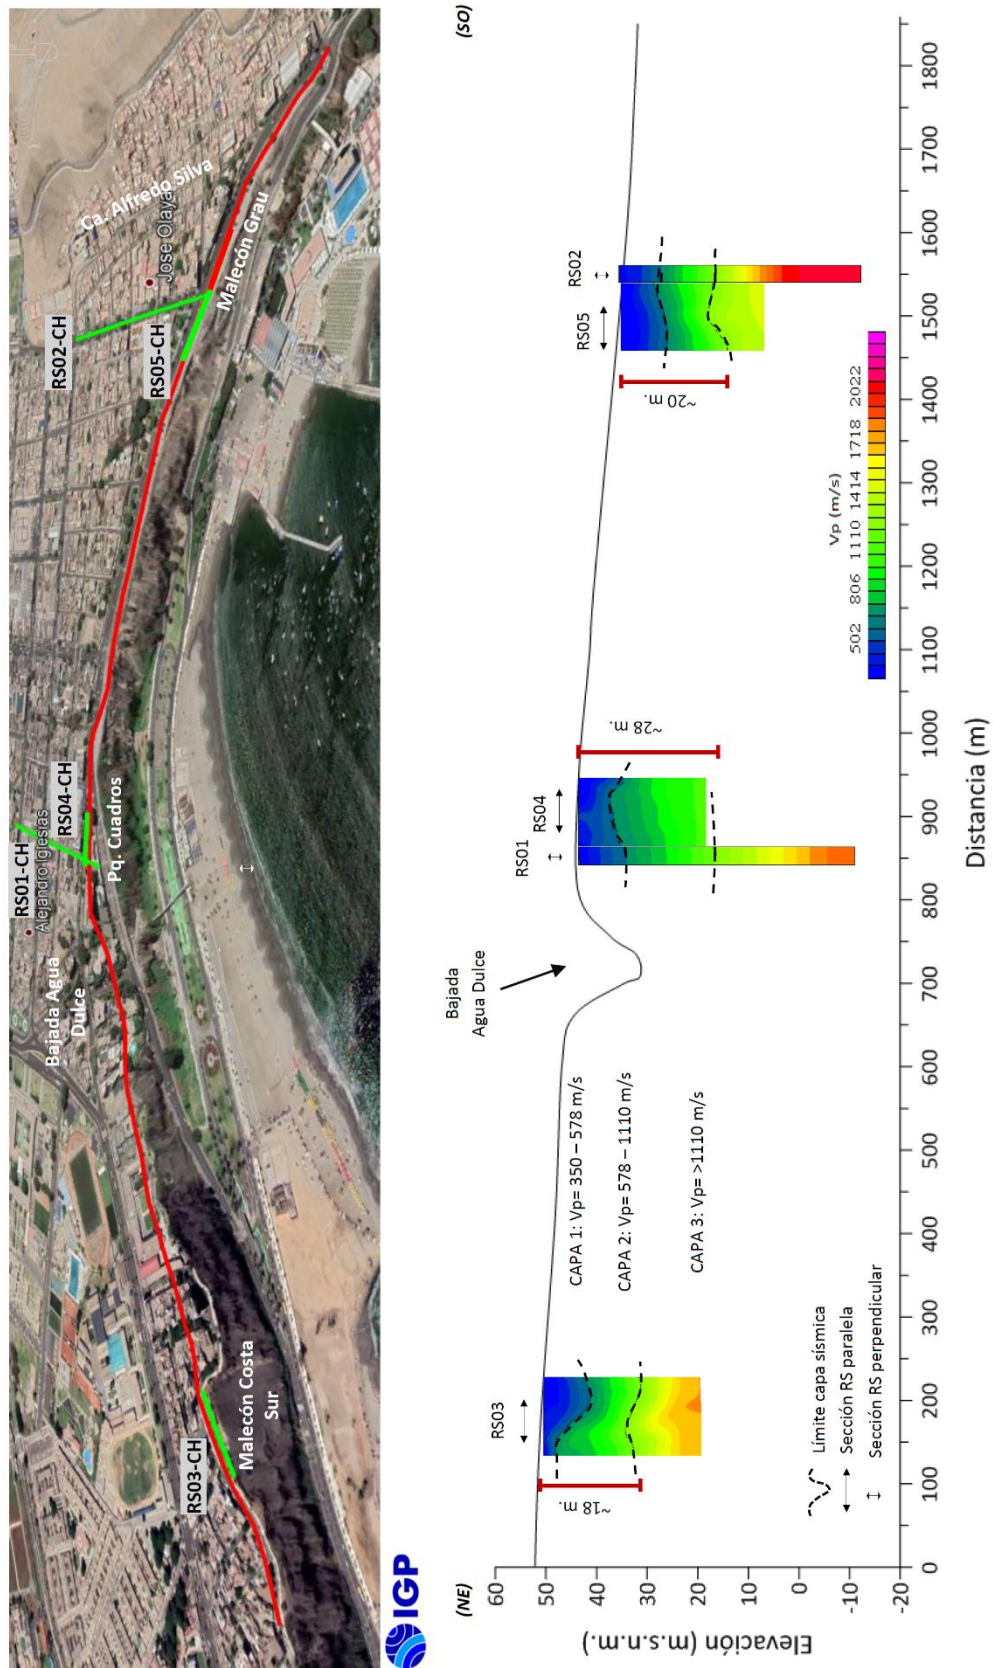 RS03-CH
Malecón Costa
Sur
Bajada Agua
Dulce
RS01-CH
Alejandro Iglesias
RS04-CH
Pq. Cuadros
RS02-CH
RS05-CH
Ca. Alfredo Silva
Jose Olaya
Malecón Grau
IGP
(NE)
(SO)
RS03
~18 m.
CAPA 1: Vp= 350 – 578 m/s
CAPA 2: Vp= 578 – 1110 m/s
CAPA 3: Vp= >1110 m/s
Bajada
Agua Dulce
RS01
RS04
~28 m.
RS05
RS02
~20 m.
Límite capa sísmica
Sección RS paralela
Sección RS perpendicular
Vp (m/s)
502 806 1110 1414 1718 2022
Elevación (m.s.n.m.)
60
50
40
30
20
10
0
-10
-20
0 100 200 300 400 500 600 700 800 900 1000 1100 1200 1300 1400 1500 1600 1700 1800
Distancia (m)